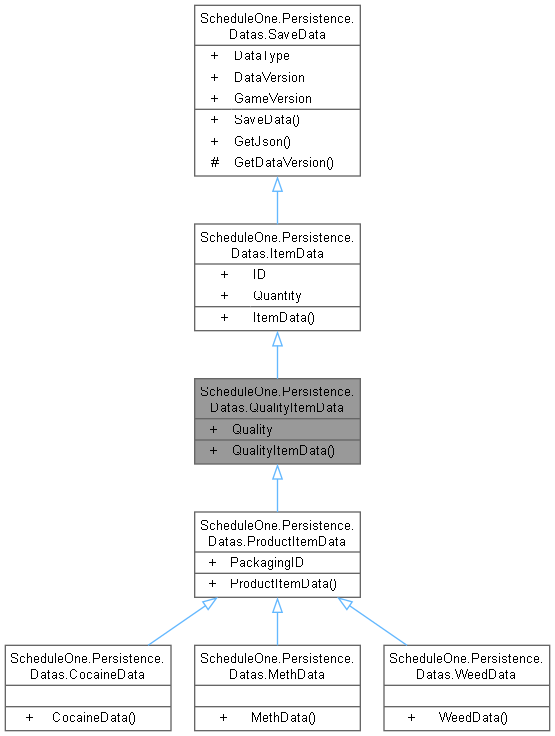 ScheduleOne.Persistence.
Datas.SaveData
+ DataType
+ DataVersion
+ GameVersion
+ SaveData()
+ GetJson()
# GetDataVersion()
ScheduleOne.Persistence.
Datas.ItemData
+ ID
+ Quantity
+ ItemData()
ScheduleOne.Persistence.
Datas.QualityItemData
+ Quality
+ QualityItemData()
ScheduleOne.Persistence.
Datas.ProductItemData
+ PackagingID
+ ProductItemData()
ScheduleOne.Persistence.
Datas.CocaineData
+ CocaineData()
ScheduleOne.Persistence.
Datas.MethData
+ MethData()
ScheduleOne.Persistence.
Datas.WeedData
+ WeedData()